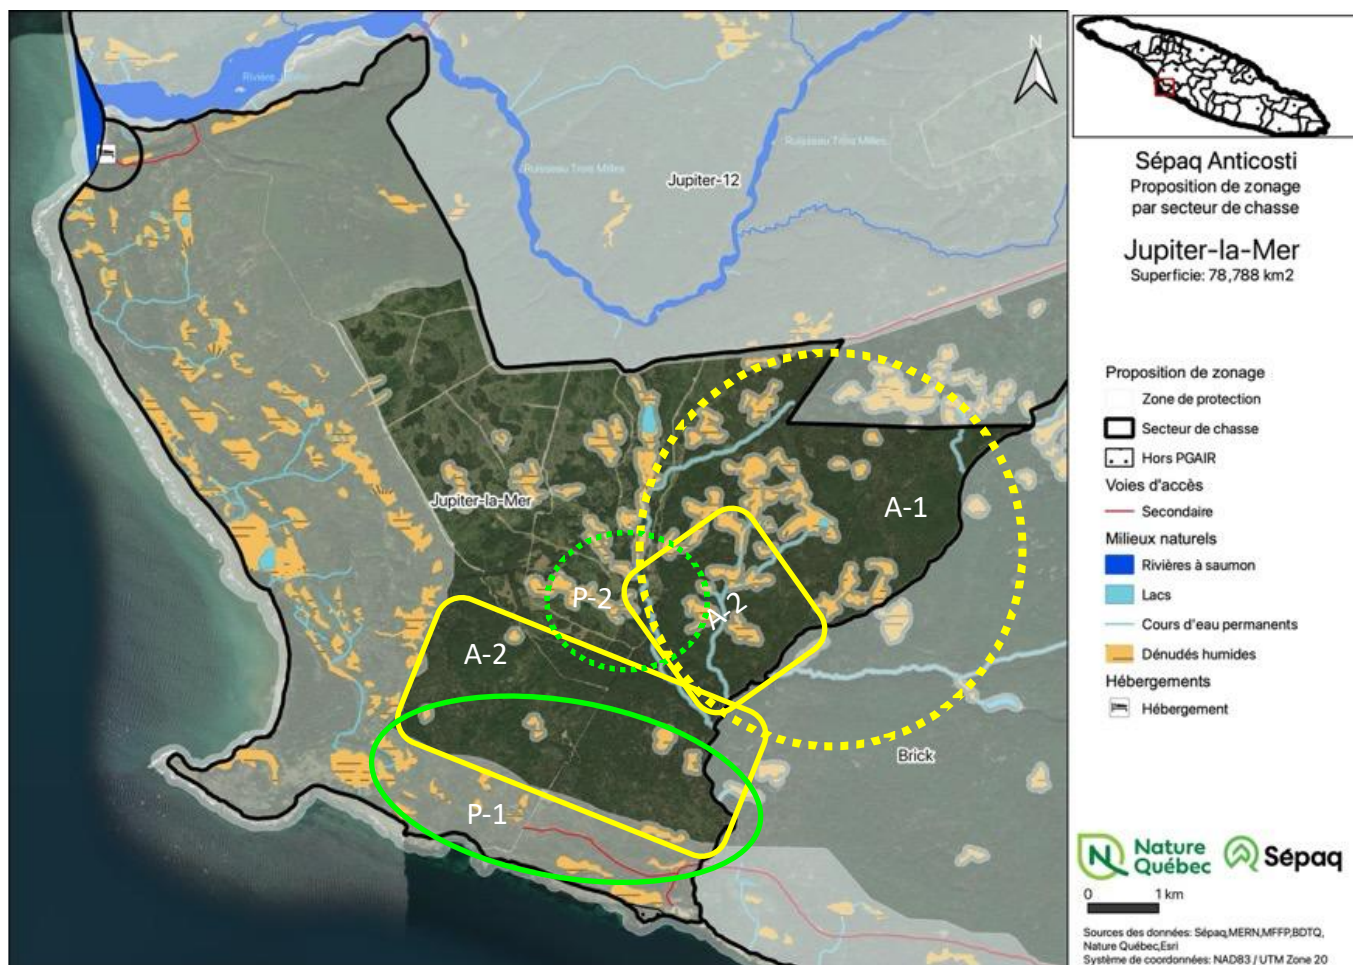 Rivière Jupiter
Ruisseau Trois Milles
Ruisseau Trois Milles
Jupiter-12
N
Jupiter-la-Mer
A-1
P-2
A-2
A-2
P-1
Brick
Sépaq Anticosti
Proposition de zonage
par secteur de chasse
Jupiter-la-Mer
Superficie: 78,788 km2
Proposition de zonage
Zone de protection
Secteur de chasse
Hors PGAIR
Voies d'accès
Secondaire
Milieux naturels
Rivières à saumon
Lacs
Cours d'eau permanents
Dénudés humides
Hébergements
Hébergement
N Nature
Québec
Sépaq
0 1 km
Sources des données: Sépaq,MERN,MFFP,BDTQ,
Nature Québec,Esri
Système de coordonnées: NAD83 / UTM Zone 20